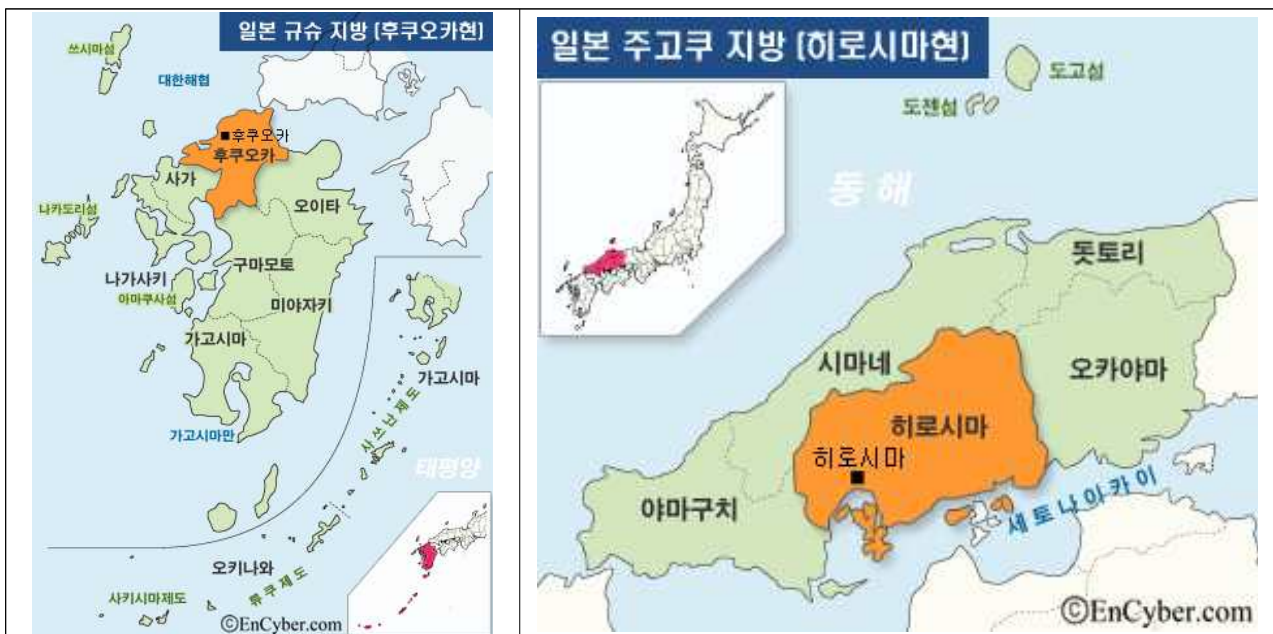 일본 규슈 지방 [후쿠오카현]
쓰시마섬
대한해협
후쿠오카
후쿠오카
사가
나카도리섬
오이타
구마모토
나가사키
아마쿠사섬
미야자키
가고시마
가고시마
가고시마만
사쓰난제도
태평양
오키나와
류큐제도
사키시마제도
©EnCyber.com
일본 주고쿠 지방 [히로시마현]
도고섬
도젠섬
동해
돗토리
시마네
오카야마
히로시마
히로시마
야마구치
세토나이카이
©EnCyber.com